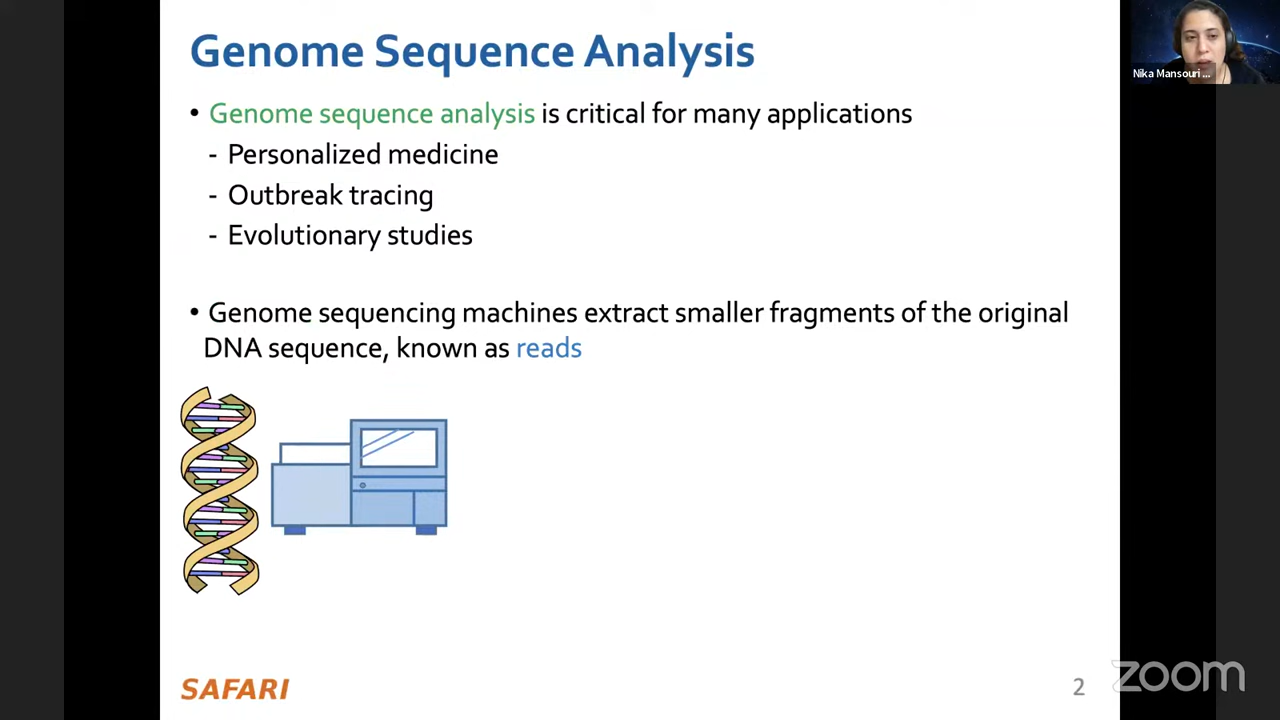 Genome Sequence Analysis
• Genome sequence analysis is critical for many applications
- Personalized medicine
- Outbreak tracing
- Evolutionary studies
• Genome sequencing machines extract smaller fragments of the original
DNA sequence, known as reads
SAFARI
2
zoom
Nika Mansouri ...